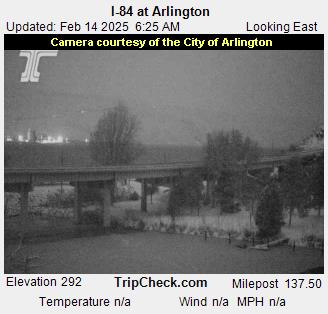 I-84 at Arlington
Updated: Feb 14 2025 6:25 AM Looking East
Camera courtesy of the City of Arlington
Elevation 292 TripCheck.com Milepost 137.50
Temperature n/a Wind n/a MPH n/a